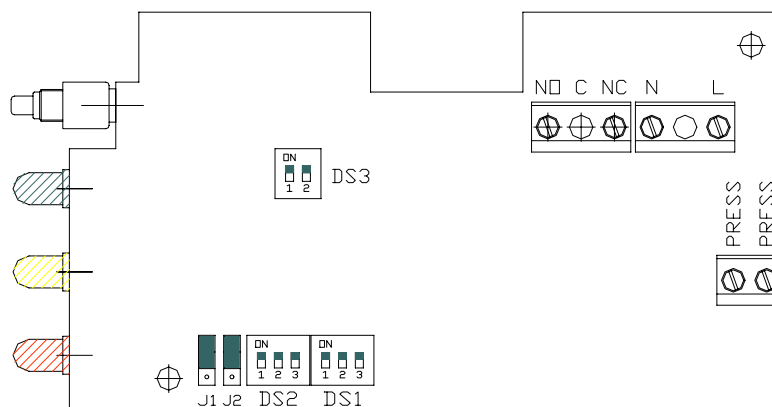 NO C NC N L
ON
1 2
DS3
PRESS
PRESS
ON
1 2 3
ON
1 2 3
J1 J2 DS2 DS1